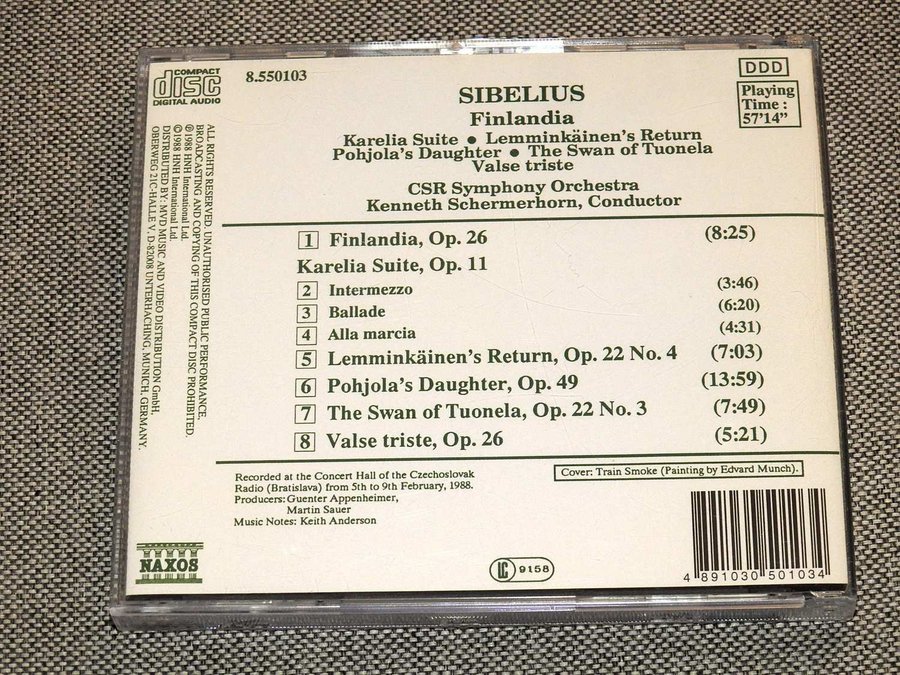 COMPACT
disc
DIGITAL AUDIO
8.550103
DDD
Playing
Time :
57'14"
SIBELIUS
Finlandia
Karelia Suite ● Lemminkäinen's Return
Pohjola's Daughter ● The Swan of Tuonela
Valse triste
CSR Symphony Orchestra
Kenneth Schermerhorn, Conductor
1 Finlandia, Op. 26 (8:25)
Karelia Suite, Op. 11
2 Intermezzo (3:46)
3 Ballade (6:20)
4 Alla marcia (4:31)
5 Lemminkäinen's Return, Op. 22 No. 4 (7:03)
6 Pohjola's Daughter, Op. 49 (13:59)
7 The Swan of Tuonela, Op. 22 No. 3 (7:49)
8 Valse triste, Op. 26 (5:21)
ALL RIGHTS RESERVED. UNAUTHORISED PUBLIC PERFORMANCE,
BROADCASTING AND COPYING OF THIS COMPACT DISC PROHIBITED.
℗1988 HNH International Ltd.
©1988 HNH International Ltd.
DISTRIBUTED BY: MVD MUSIC AND VIDEO DISTRIBUTION GmbH,
OBERWEG 21C-HALLE V. D-82008 UNTERHACHING, MUNICH, GERMANY.
Recorded at the Concert Hall of the Czechoslovak
Radio (Bratislava) from 5th to 9th February, 1988.
Producers: Guenter Appenheimer,
Martin Sauer
Music Notes: Keith Anderson
Cover: Train Smoke (Painting by Edvard Munch).
NAXOS
LC 9158
4 891030 501034